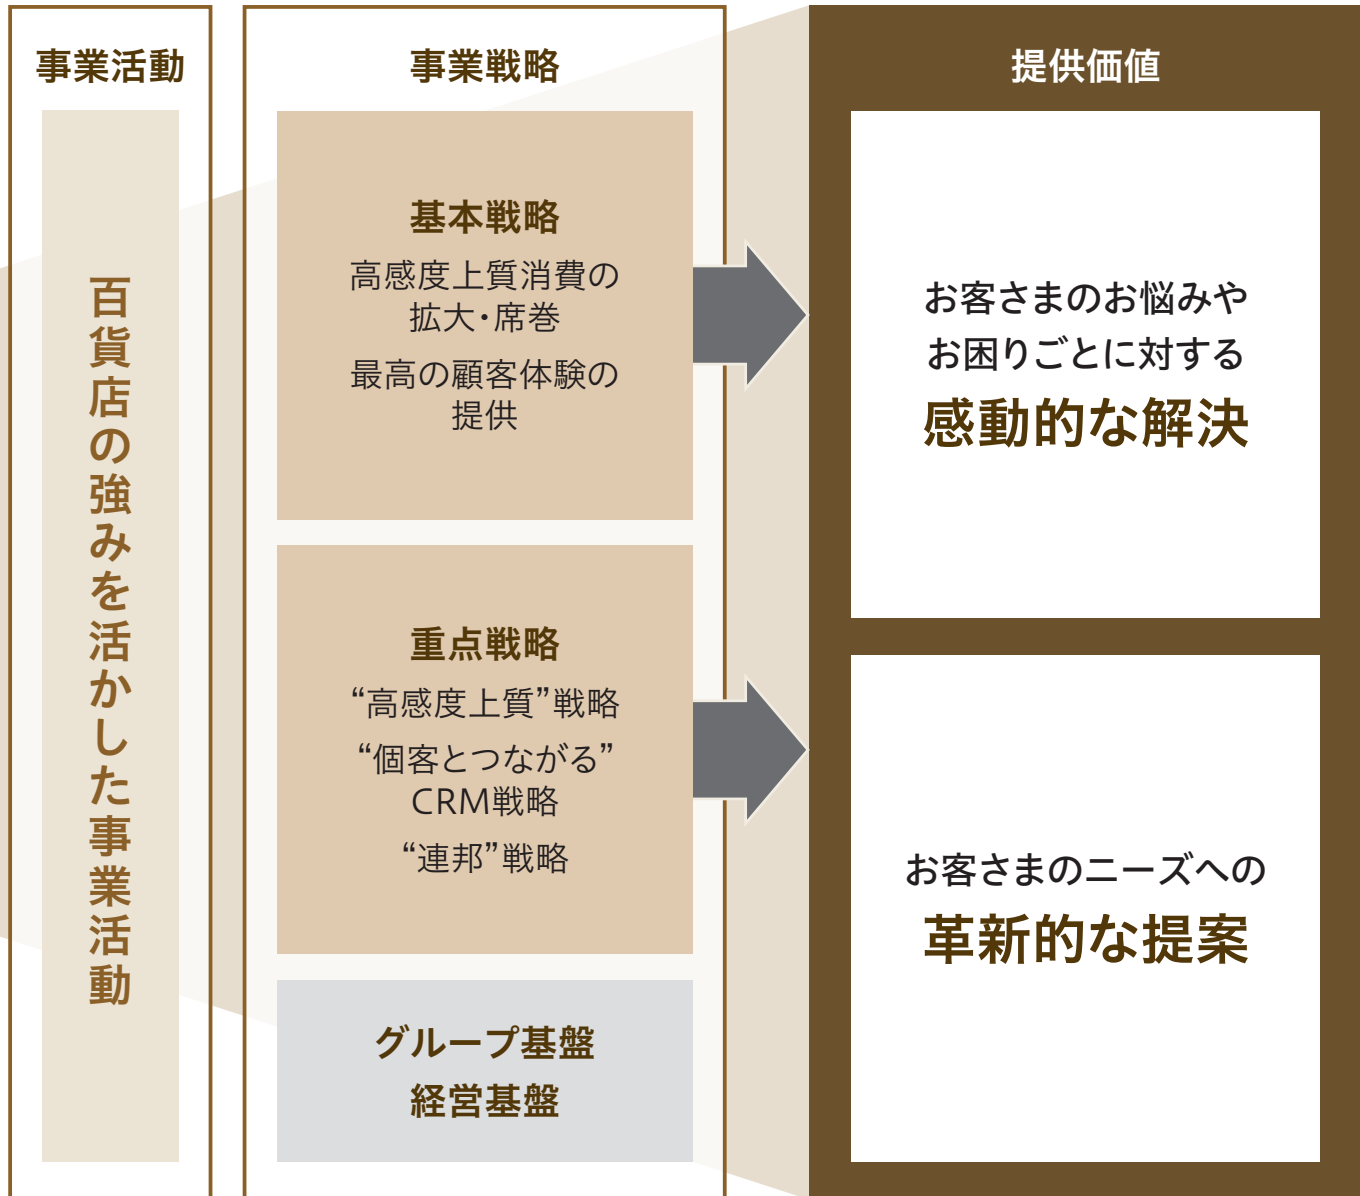 事業活動
百貨店の強みを活かした事業活動
事業戦略
基本戦略
高感度上質消費の
拡大・席巻
最高の顧客体験の
提供
重点戦略
“高感度上質”戦略
“個客とつながる”
CRM戦略
“連邦”戦略
グループ基盤
経営基盤
提供価値
お客さまのお悩みや
お困りごとに対する
感動的な解決
お客さまのニーズへの
革新的な提案